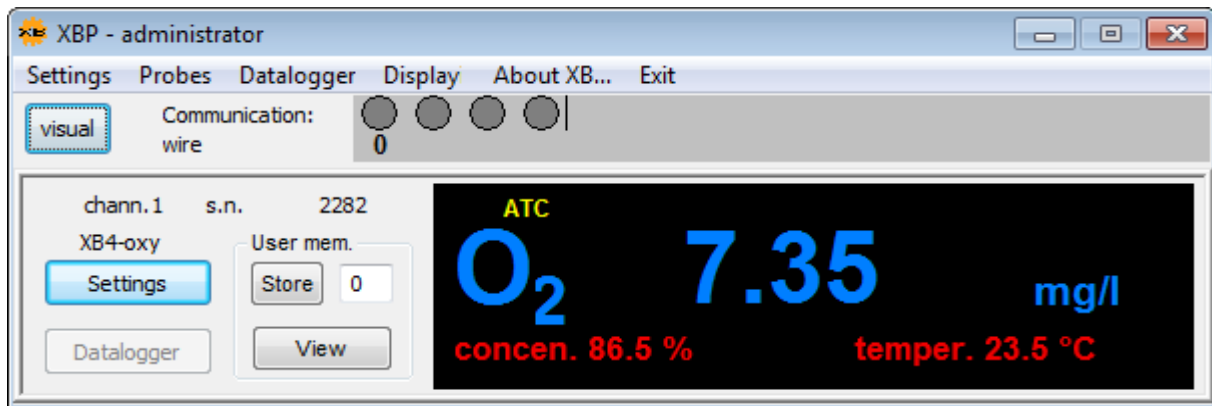 XBP - administrator
Settings Probes Datalogger Display About XB... Exit
visual
Communication:
wire
0
chann.1 s.n. 2282
XB4-oxy
Settings
Datalogger
User mem.
Store 0
View
ATC
O₂ 7.35 mg/l
concen. 86.5 % temper. 23.5 °C